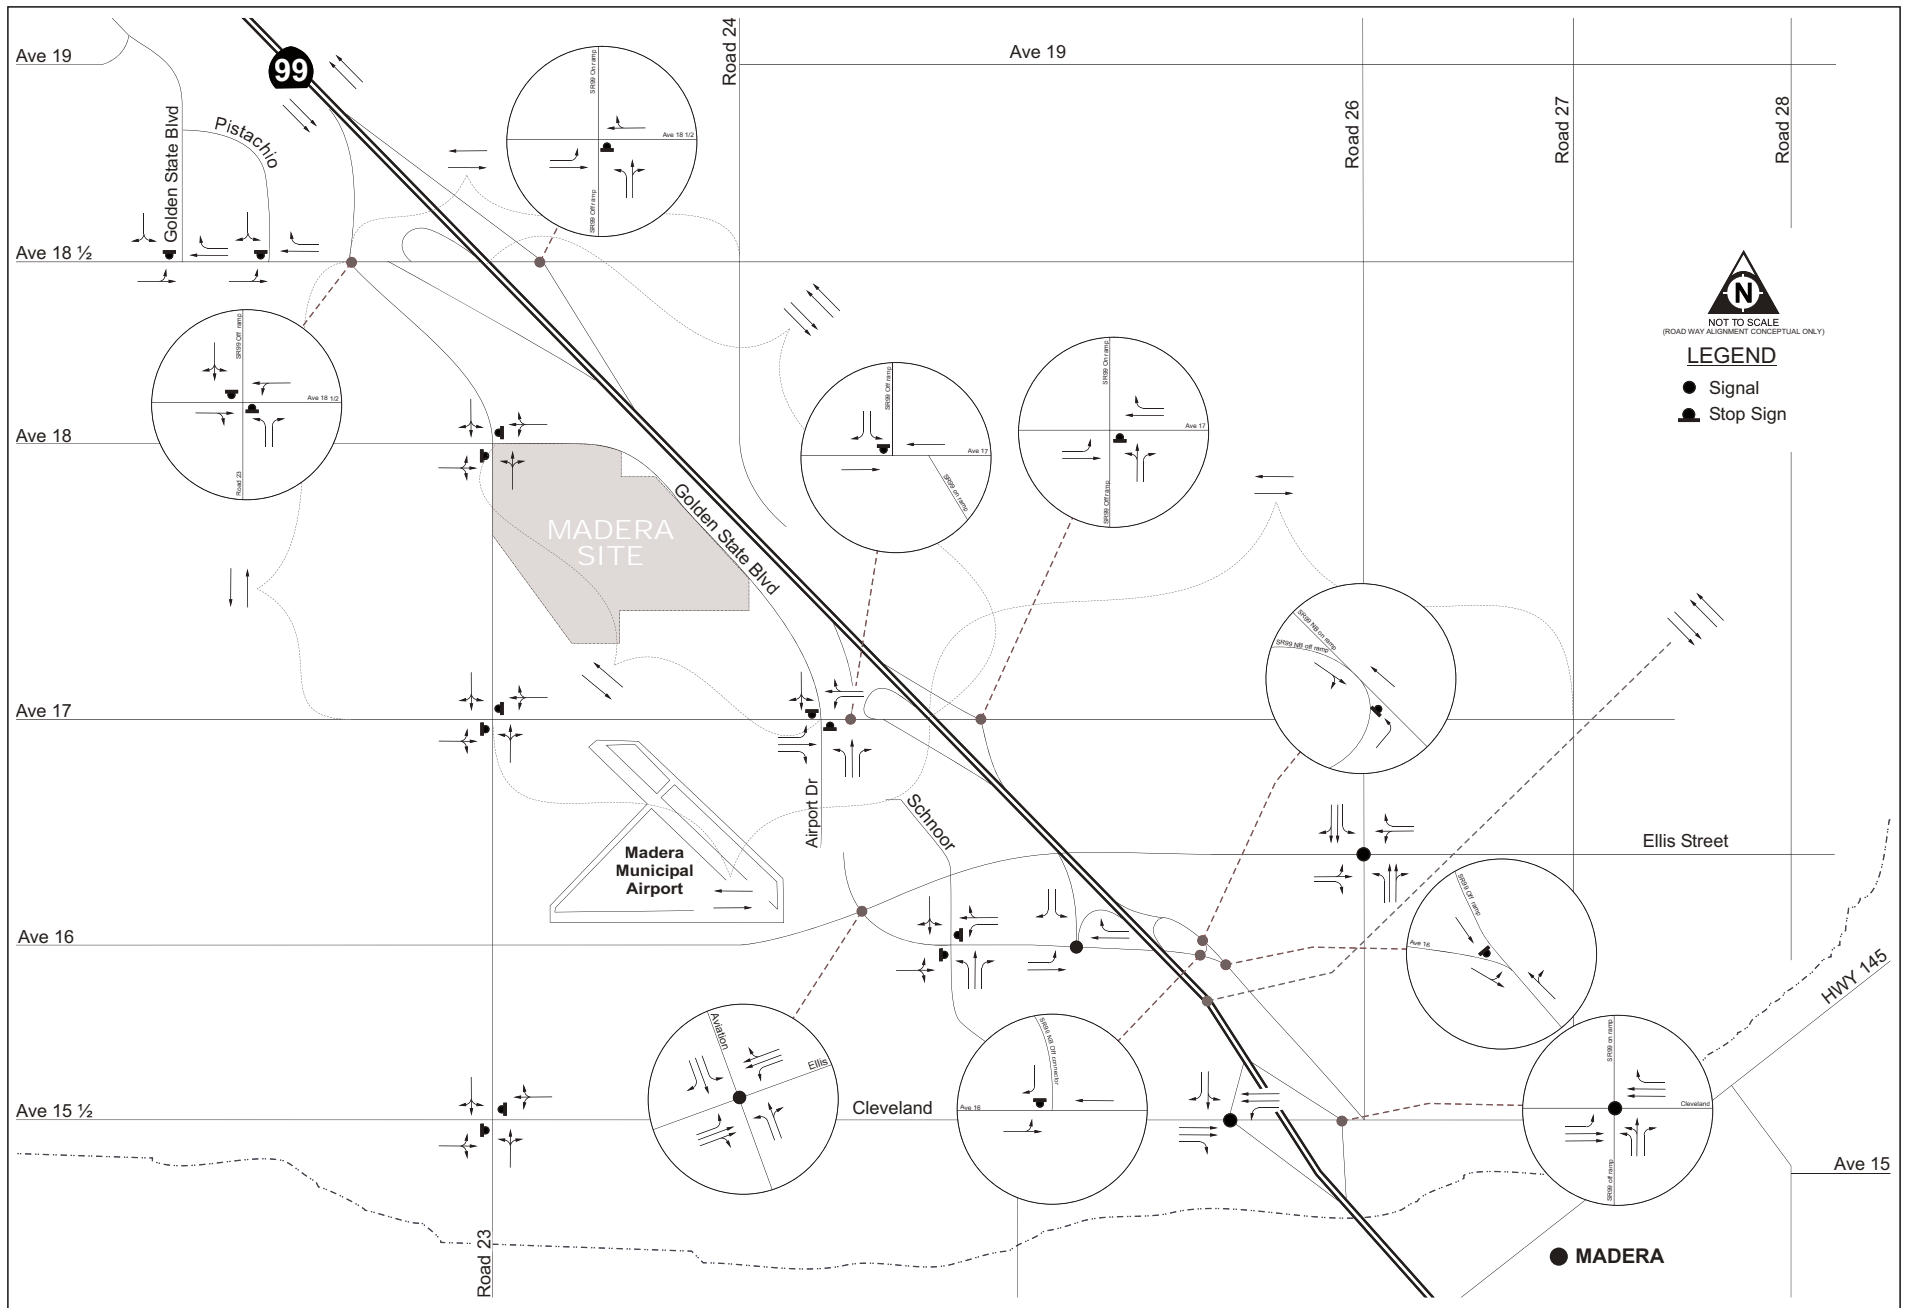 Ave 19
99
Road 24
Ave 19
Road 26
Road 27
Road 28
Golden State Blvd
Pistachio
SR99 On ramp
Ave 18 1/2
SR99 Off ramp
Ave 18 ½
N
NOT TO SCALE
(ROAD WAY ALIGNMENT CONCEPTUAL ONLY)
LEGEND
Signal
Stop Sign
SR99 Off ramp
Ave 18 1/2
Road 23
SR99 Off ramp
Ave 17
SR99 on ramp
SR99 On ramp
Ave 17
SR99 Off ramp
Ave 18
MADERA
SITE
Golden State Blvd
SR99 NB on ramp
SR99 NB off ramp
Ave 17
Airport Dr
Schnoor
Madera
Municipal
Airport
Ellis Street
SR99 Off ramp
Ave 16
Ave 16
HWY 145
Aviation
Ellis
SR99 NB Off connector
Ave 16
SR99 on ramp
Cleveland
SR99 off ramp
Ave 15 ½
Cleveland
Ave 15
Road 23
MADERA